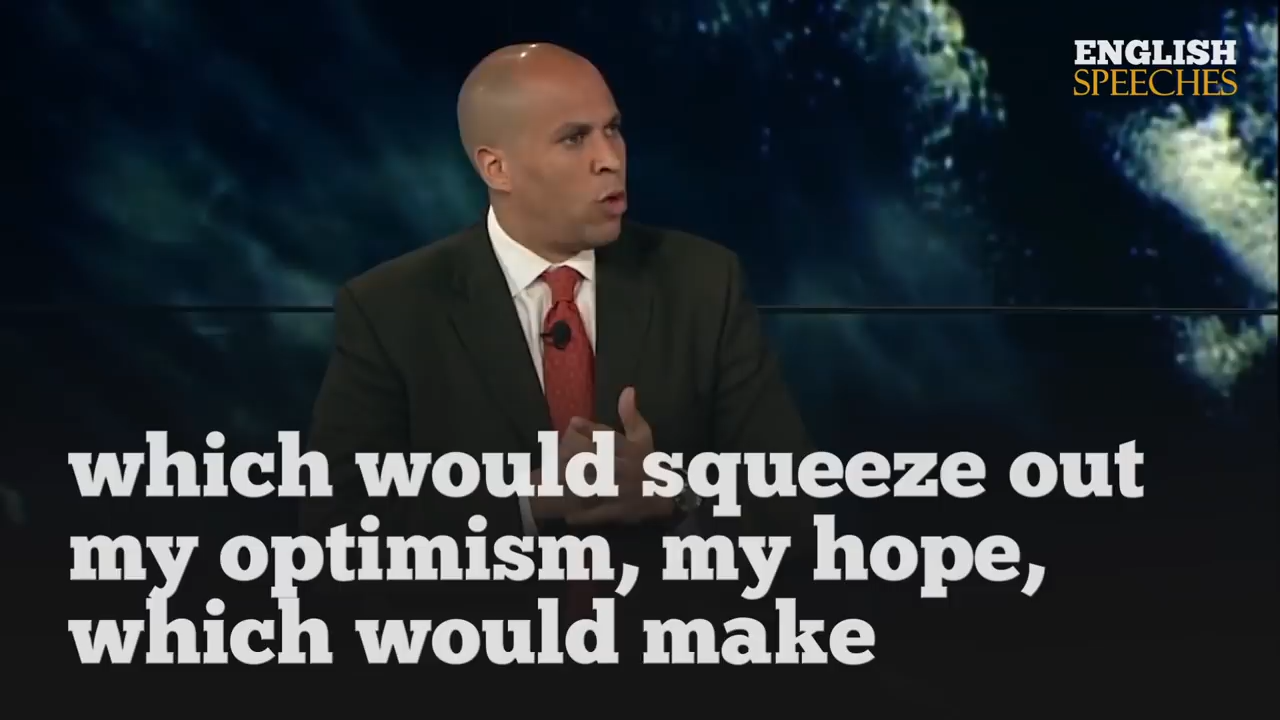 ENGLISH
SPEECHES
which would squeeze out
my optimism, my hope,
which would make